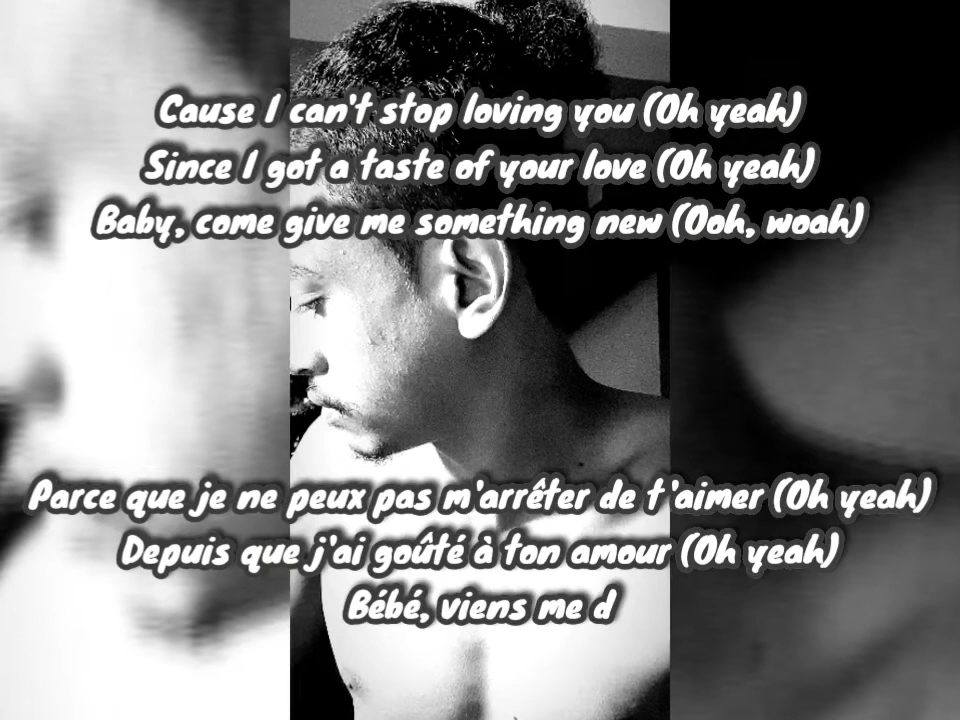 Cause I can't stop loving you (Oh yeah)
Since I got a taste of your love (Oh yeah)
Baby, come give me something new (Ooh, woah)
Parce que je ne peux pas m'arrêter de t'aimer (Oh yeah)
Depuis que j'ai goûté à ton amour (Oh yeah)
Bébé, viens me d